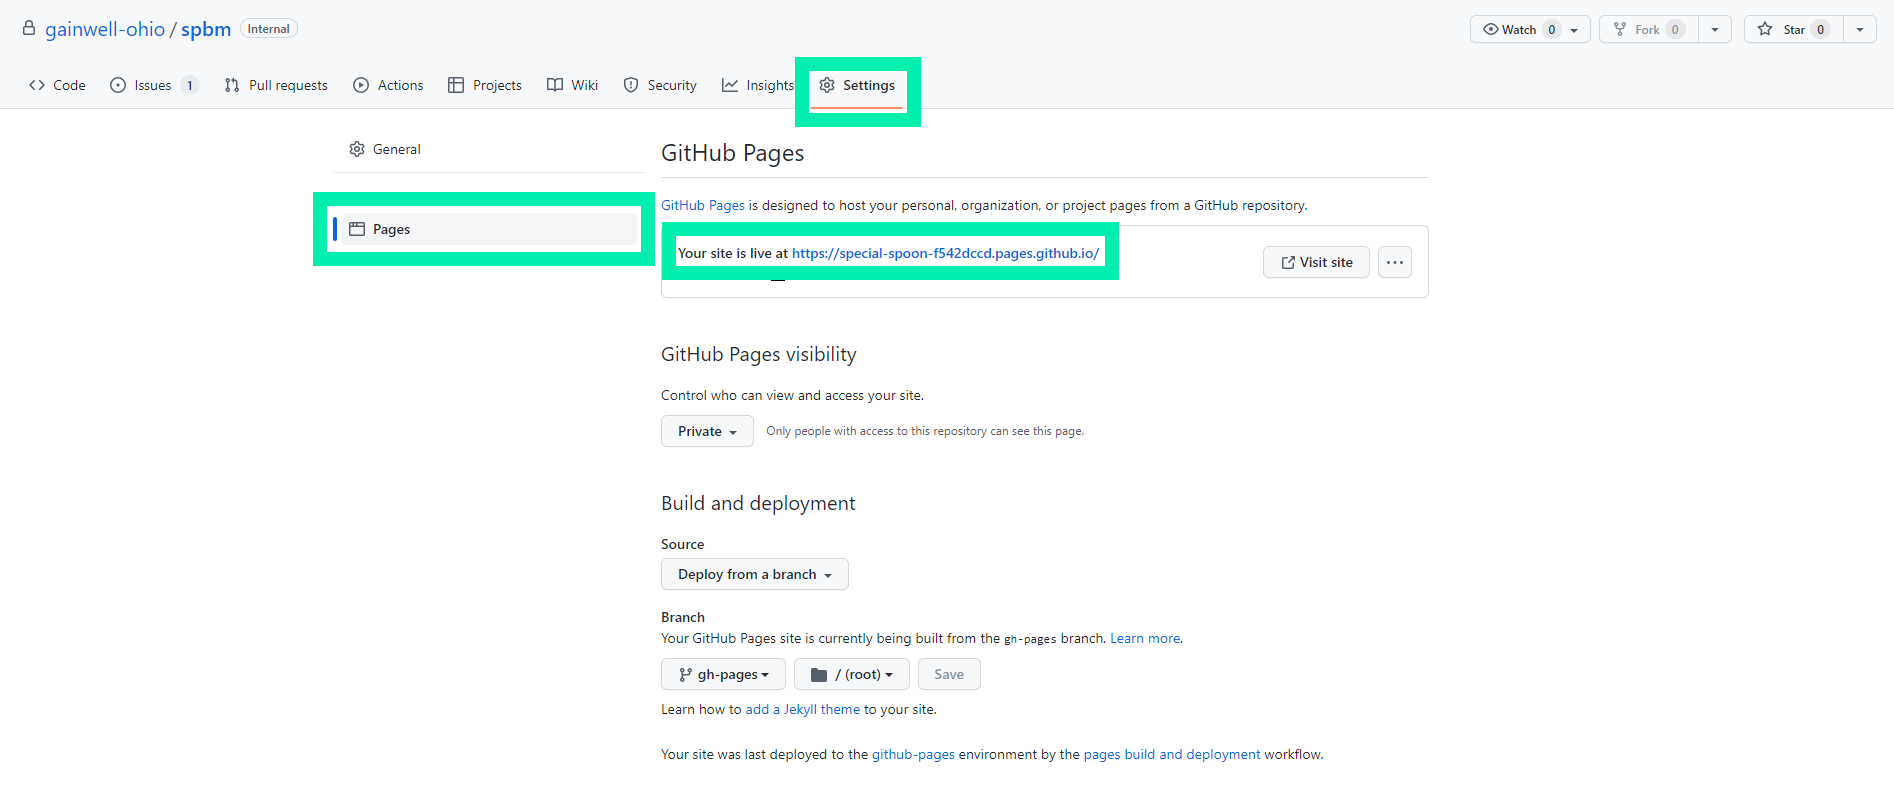 gainwell-ohio / spbm Internal
Watch 0 Fork 0 Star 0
Code Issues 1 Pull requests Actions Projects Wiki Security Insights Settings
General
Pages
GitHub Pages
GitHub Pages is designed to host your personal, organization, or project pages from a GitHub repository.
Your site is live at https://special-spoon-f542dccd.pages.github.io/
Visit site
GitHub Pages visibility
Control who can view and access your site.
Private Only people with access to this repository can see this page.
Build and deployment
Source
Deploy from a branch
Branch
Your GitHub Pages site is currently being built from the gh-pages branch. Learn more.
gh-pages / (root) Save
Learn how to add a Jekyll theme to your site.
Your site was last deployed to the github-pages environment by the pages build and deployment workflow.